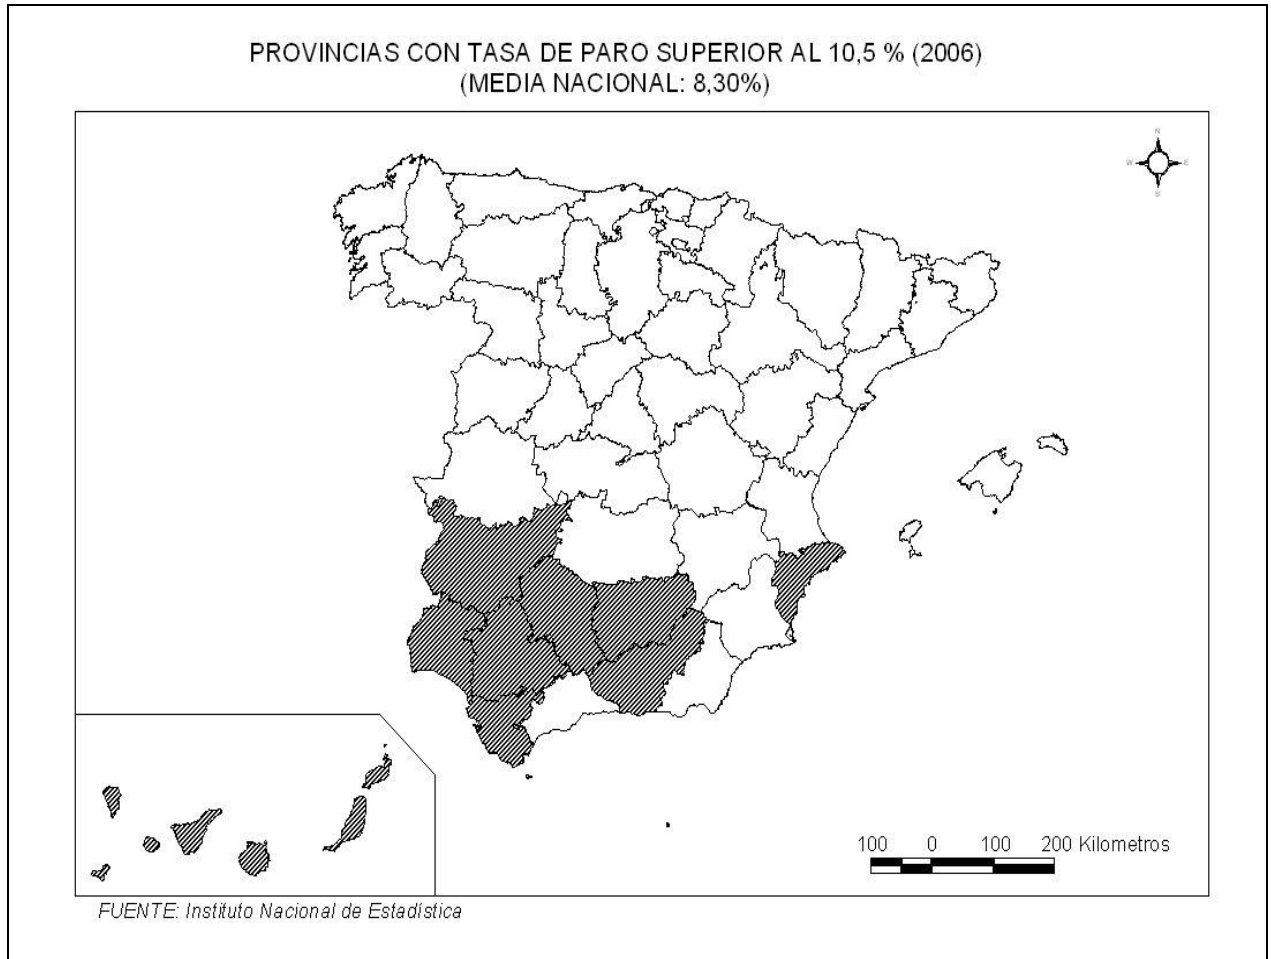 PROVINCIAS CON TASA DE PARO SUPERIOR AL 10,5 % (2006)
(MEDIA NACIONAL: 8,30%)
N
W E
S
100 0 100 200 Kilometros
FUENTE: Instituto Nacional de Estadística